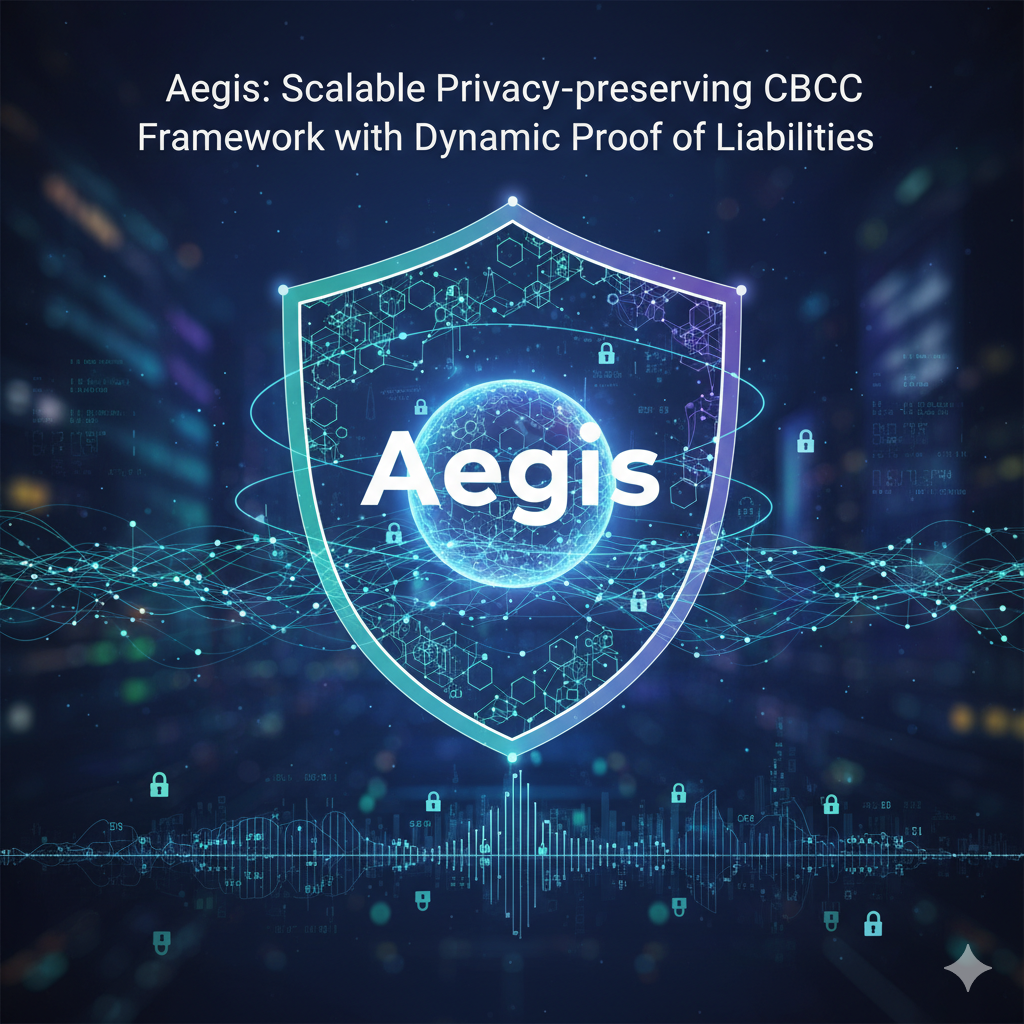 Aegis: Scalable Privacy-preserving CBCC
Framework with Dynamic Proof of Liabilities
Aegis